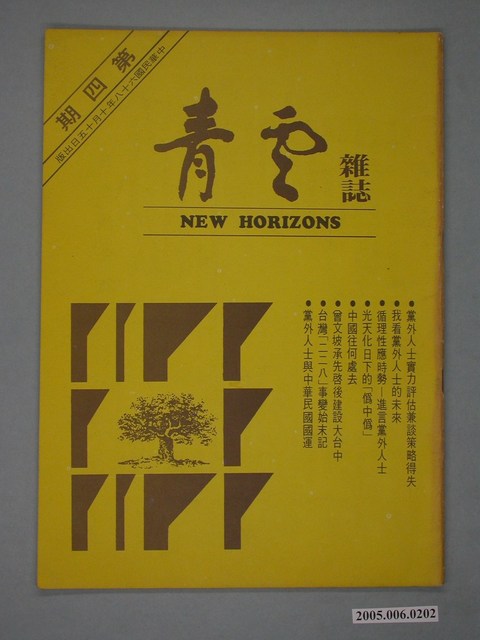 第四期
中華民國六十八年十月十五日出版
青雲
雜誌
NEW HORIZONS
●黨外人士實力評估兼談策略得失
●我看黨外人士的未來
●循理性應時勢—進言黨外人士
●光天化日下的「僞中僞」
●中國往何處去
●曾文坡承先啓後建設大台中
●台灣「二二八」事變始末記
●黨外人士與中華民國國運
2005.006.0202